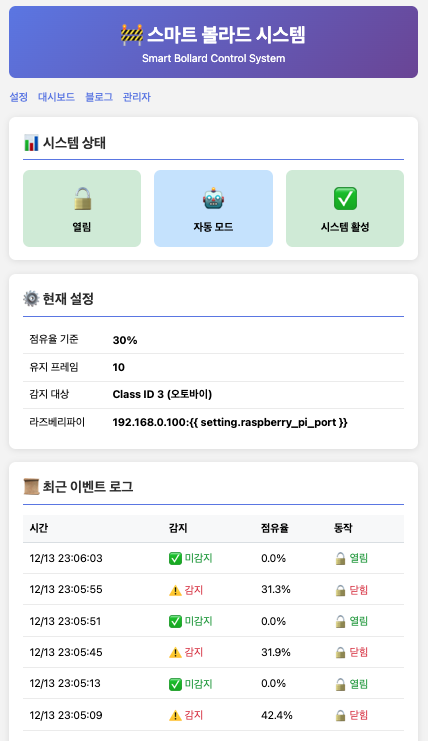 🚧 스마트 볼라드 시스템
Smart Bollard Control System
설정 대시보드 블로그 관리자
📊 시스템 상태
🔓 🤖 ✅
열림 자동 모드 시스템 활성
⚙️ 현재 설정
점유율 기준 30%
유지 프레임 10
감지 대상 Class ID 3 (오토바이)
라즈베리파이 192.168.0.100:{{ setting.raspberry_pi_port }}
📜 최근 이벤트 로그
시간 감지 점유율 동작
12/13 23:06:03 ✅ 미감지 0.0% 🔓 열림
12/13 23:05:55 ⚠️ 감지 31.3% 🔒 닫힘
12/13 23:05:51 ✅ 미감지 0.0% 🔓 열림
12/13 23:05:45 ⚠️ 감지 31.9% 🔒 닫힘
12/13 23:05:13 ✅ 미감지 0.0% 🔓 열림
12/13 23:05:09 ⚠️ 감지 42.4% 🔒 닫힘